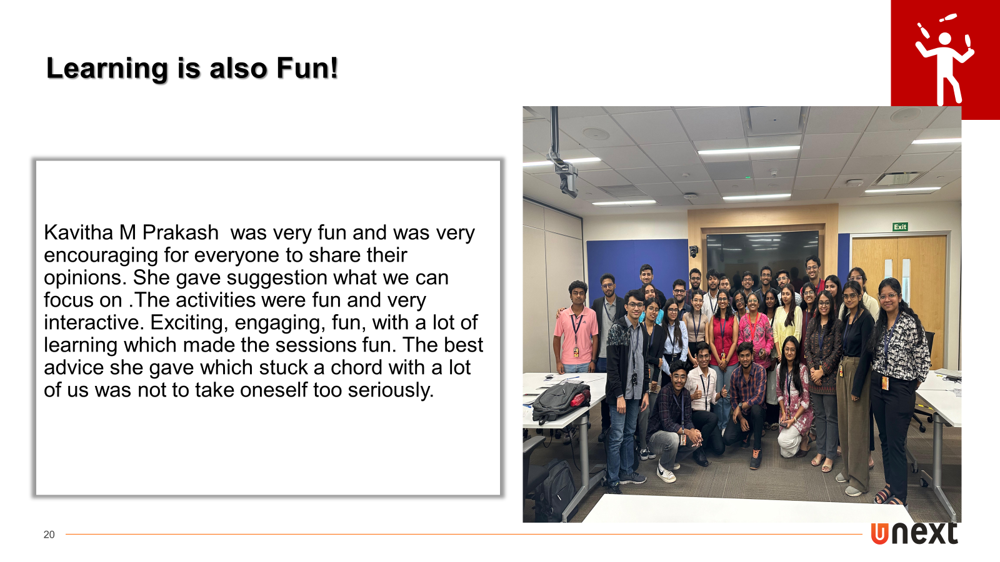 Learning is also Fun!
Kavitha M Prakash  was very fun and was very
encouraging for everyone to share their
opinions. She gave suggestion what we can
focus on .The activities were fun and very
interactive. Exciting, engaging, fun, with a lot of
learning which made the sessions fun. The best
advice she gave which stuck a chord with a lot
of us was not to take oneself too seriously.
Exit
20
unext